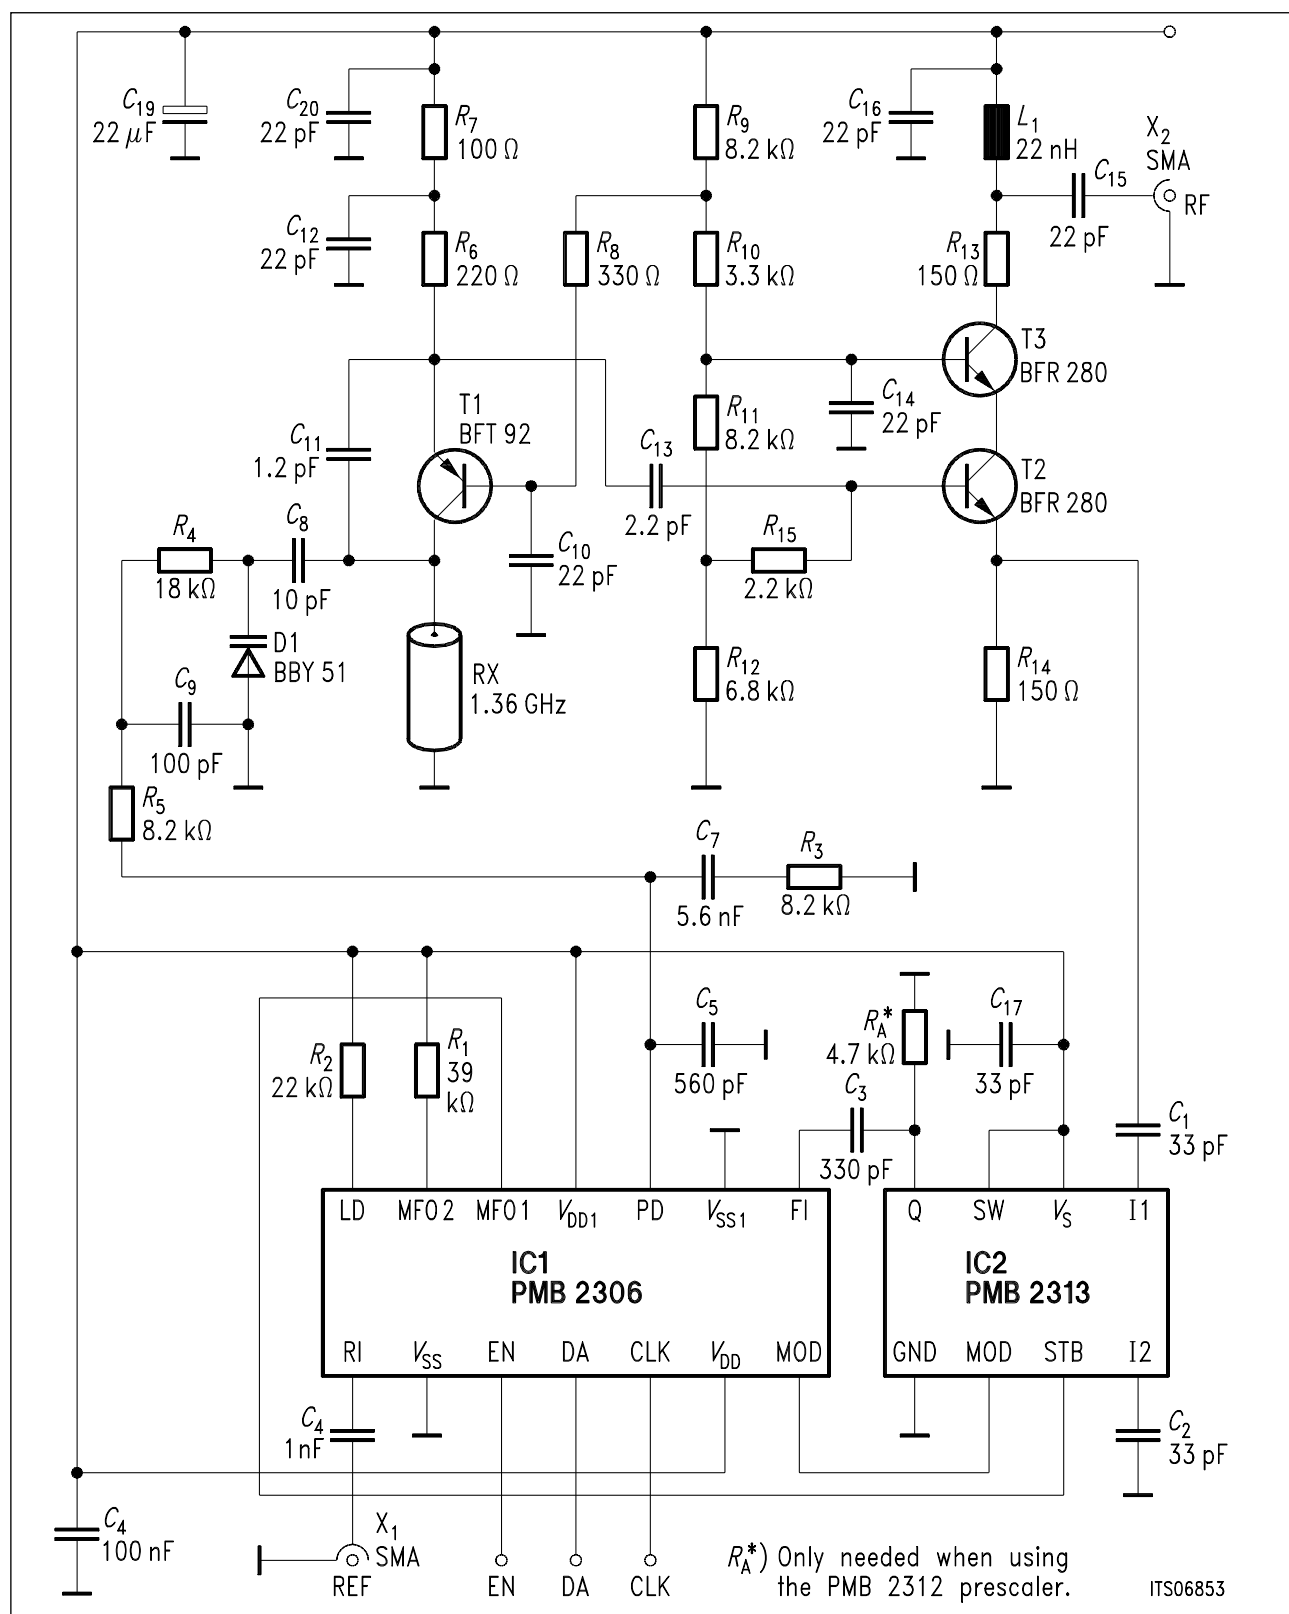 C19
22 µF
C20
22 pF
R7
100 Ω
R9
8.2 kΩ
C16
22 pF
L1
22 nH
X2
SMA
C15
22 pF
RF
C12
22 pF
R6
220 Ω
R8
330 Ω
R10
3.3 kΩ
R13
150 Ω
T3
BFR 280
C14
22 pF
T1
BFT 92
C11
1.2 pF
R11
8.2 kΩ
C13
2.2 pF
T2
BFR 280
R4
18 kΩ
C8
10 pF
C10
22 pF
R15
2.2 kΩ
D1
BBY 51
C9
100 pF
RX
1.36 GHz
R12
6.8 kΩ
R14
150 Ω
R5
8.2 kΩ
C7
5.6 nF
R3
8.2 kΩ
R2
22 kΩ
R1
39
kΩ
C5
560 pF
RA*
4.7 kΩ
C17
33 pF
C3
330 pF
C1
33 pF
LD MFO2 MFO1 VDD1 PD VSS1 FI
IC1
PMB 2306
RI VSS EN DA CLK VDD MOD
Q SW VS I1
IC2
PMB 2313
GND MOD STB I2
C4
1 nF
C2
33 pF
C4
100 nF
X1
SMA
REF
EN
DA
CLK
RA*) Only needed when using
the PMB 2312 prescaler.
ITS06853